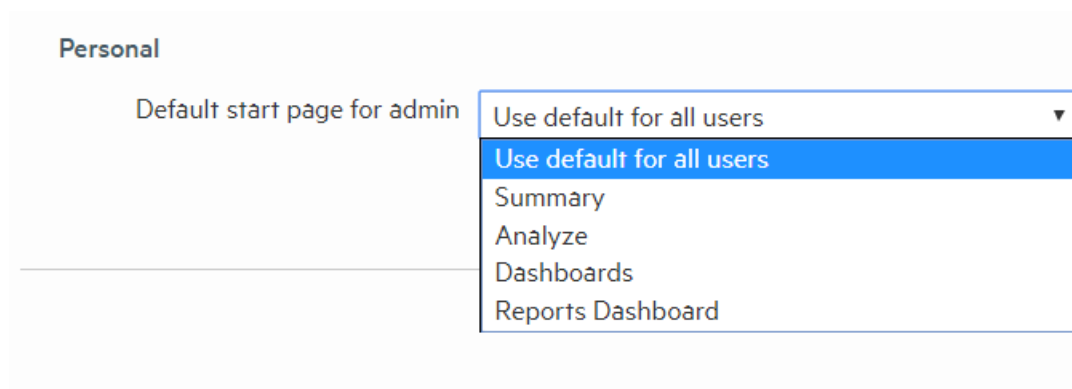 Personal
Default start page for admin
Use default for all users
Use default for all users
Summary
Analyze
Dashboards
Reports Dashboard